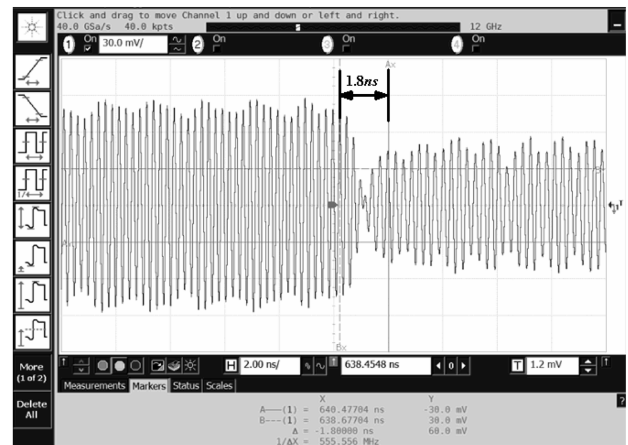 Click and drag to move Channel 1 up and down or left and right.
40.0 GSa/s 40.0 kpts 12 GHz
1 On 30.0 mV/ 2 On 3 On 4 On
Ax
1.8ns
Bx
H 2.00 ns/ 638.4548 ns 0 T 1.2 mV
More
(1 of 2)
Delete
All
Measurements Markers Status Scales
X Y
A—(1) = 640.47704 ns -30.0 mV
B---(1) = 638.67704 ns 30.0 mV
Δ = -1.80000 ns 60.0 mV
1/ΔX = 555.556 MHz
?